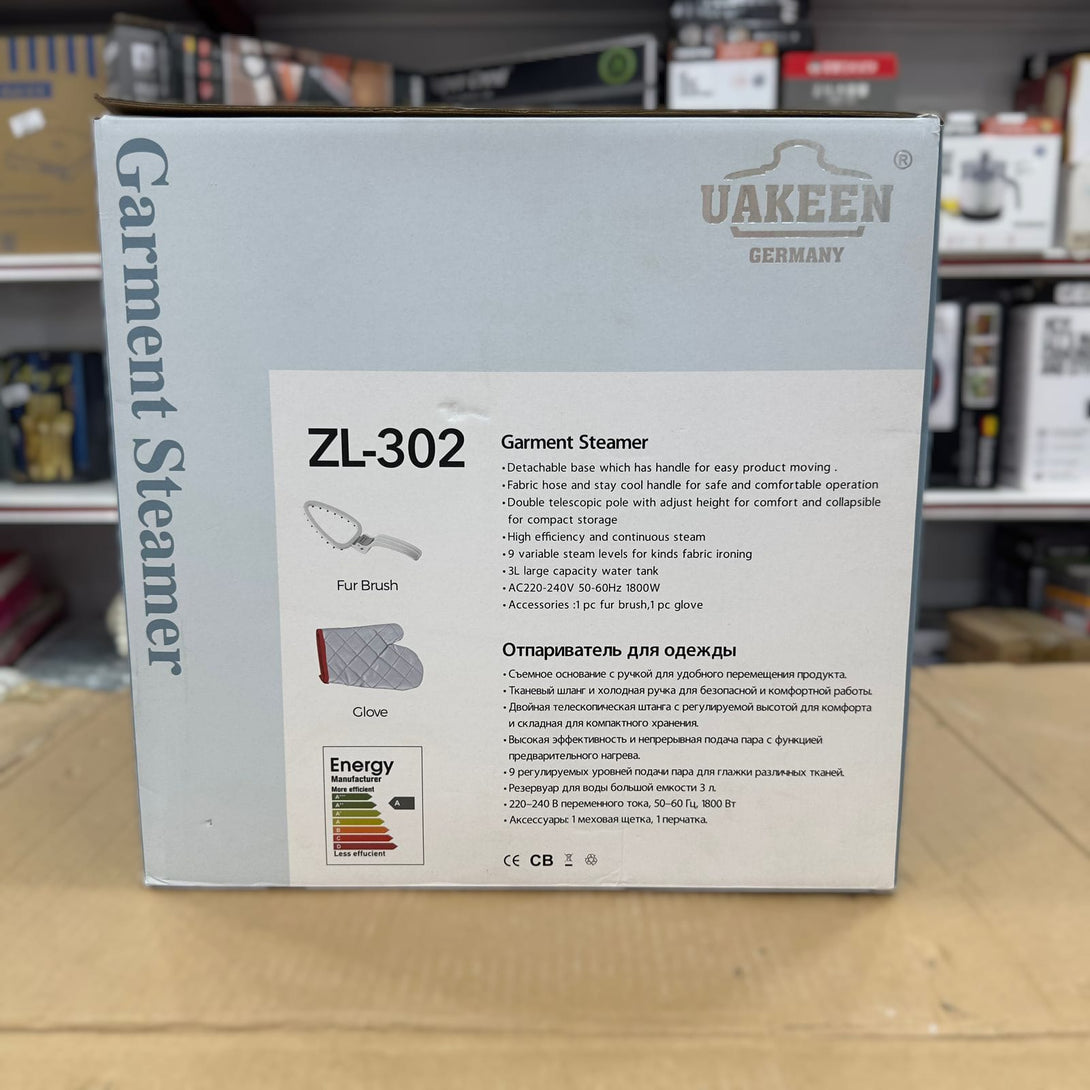 Garment Steamer
UAKEEN
®
GERMANY
ZL-302
Fur Brush
Glove
Energy
Manufacturer
More efficient
A+++
A++
A+
A
B
C
D
A
Less effucient
Garment Steamer
•Detachable base which has handle for easy product moving .
•Fabric hose and stay cool handle for safe and comfortable operation
•Double telescopic pole with adjust height for comfort and collapsible
for compact storage
•High efficiency and continuous steam
•9 variable steam levels for kinds fabric ironing
•3L large capacity water tank
•AC220-240V 50-60Hz 1800W
•Accessories :1 pc fur brush,1 pc glove
Отпариватель для одежды
•Съемное основание с ручкой для удобного перемещения продукта.
•Тканевый шланг и холодная ручка для безопасной и комфортной работы.
•Двойная телескопическая штанга с регулируемой высотой для комфорта
и складная для компактного хранения.
•Высокая эффективность и непрерывная подача пара с функцией
предварительного нагрева.
•9 регулируемых уровней подачи пара для глажки различных тканей.
•Резервуар для воды большой емкости 3 л.
•220–240 В переменного тока, 50–60 Гц, 1800 Вт
•Аксессуары: 1 меховая щетка, 1 перчатка.
CE CB